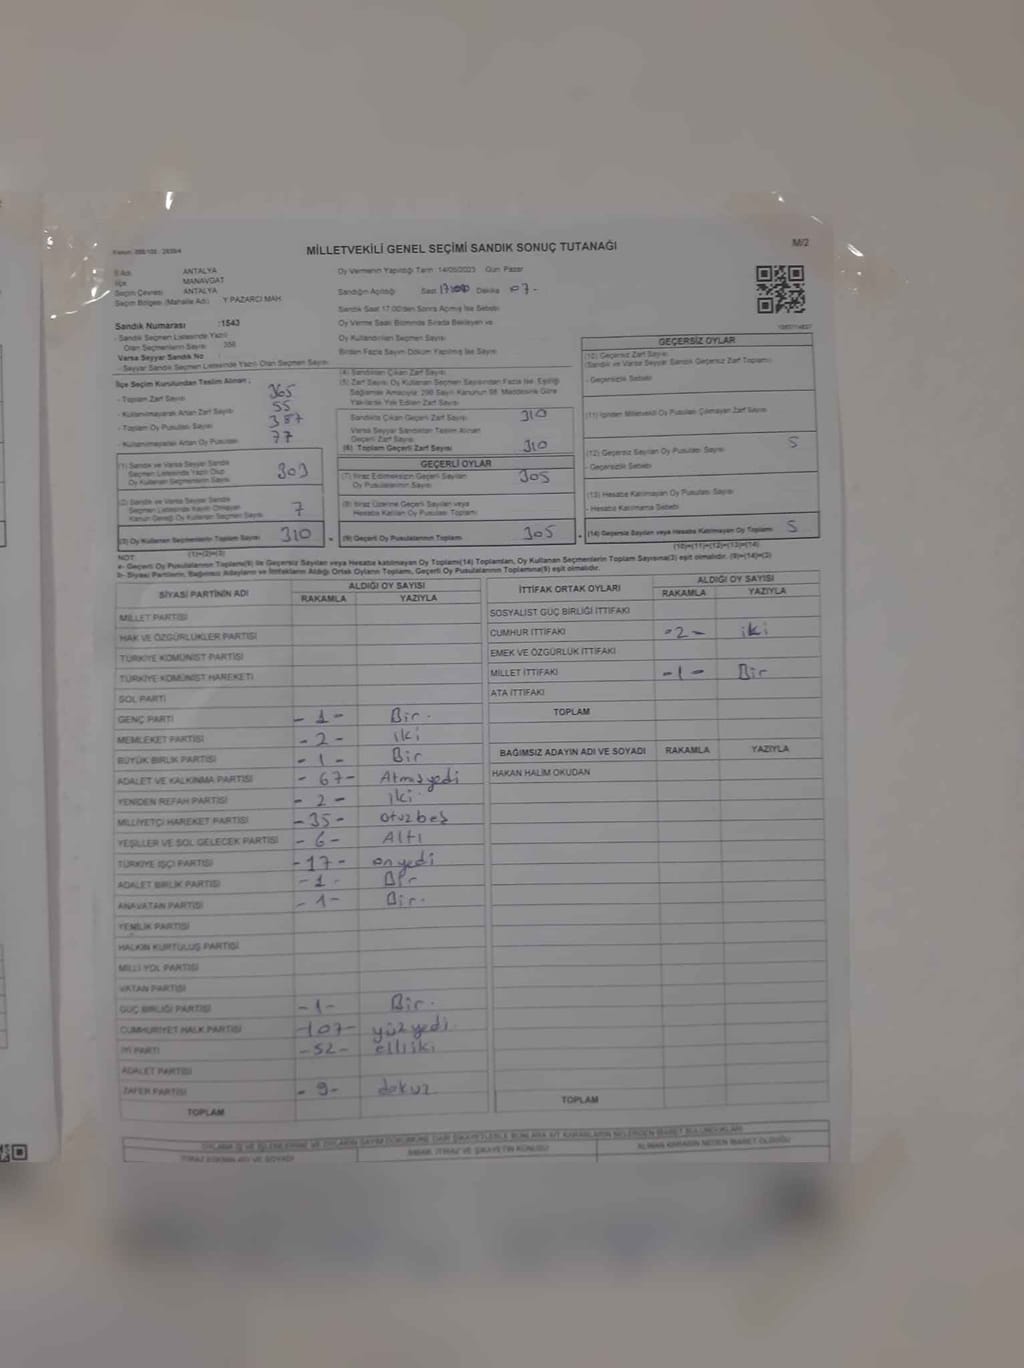 MİLLETVEKİLİ GENEL SEÇİMİ SANDIK SONUÇ TUTANAĞI
M/2
İl Adı ANTALYA
İlçe MANAVGAT
Seçim Çevresi ANTALYA
Seçim Bölgesi (Mahalle Adı) Y.PAZARCI MAH
Oy Vermenin Yapıldığı Tarih 14/05/2023 Gün Pazar
Sandığın Açıldığı Saat Dakika 07-
Sandık Saat 17.00'den Sonra Açılmış İse Sebebi
Oy Verme Saati Bitiminde Sırada Bekleyen ve
Oy Kullandırılan Seçmen Sayısı
Birden Fazla Sayım Döküm Yapılmış İse Sayısı
Sandık Numarası :1543
- Sandık Seçmen Listesinde Yazılı
Olan Seçmenlerin Sayısı 358
Varsa Seyyar Sandık No
- Seyyar Sandık Seçmen Listesinde Yazılı Olan Seçmen Sayısı
İlçe Seçim Kurulundan Teslim Alınan ;
- Toplam Zarf Sayısı 365
- Kullanılmayarak Artan Zarf Sayısı 55
- Toplam Oy Pusulası Sayısı 387
- Kullanılmayarak Artan Oy Pusulası 77
(1) Sandık ve Varsa Seyyar Sandık
Seçmen Listesinde Yazılı Olup
Oy Kullanan Seçmenlerin Sayısı 303
(2) Sandık ve Varsa Seyyar Sandık
Seçmen Listesinde Kaydı Olmayan
Kanun Gereği Oy Kullanan Seçmen Sayısı 7
(3) Oy Kullanan Seçmenlerin Toplam Sayısı 310
(1)+(2)=(3)
(4) Sandıktan Çıkan Zarf Sayısı
(5) Zarf Sayısı Oy Kullanan Seçmen Sayısından Fazla İse, Eşitliği
Sağlamak Amacıyla; 298 Sayılı Kanunun 98. Maddesine Göre
Yakılarak Yok Edilen Zarf Sayısı
Sandıkta Çıkan Geçerli Zarf Sayısı 310
Varsa Seyyar Sandıktan Teslim Alınan
Geçerli Zarf Sayısı
(6) Toplam Geçerli Zarf Sayısı 310
GEÇERLİ OYLAR
(7) İtiraz Edilmeksizin Geçerli Sayılan
Oy Pusulalarının Sayısı 305
(8) İtiraz Üzerine Geçerli Sayılan veya
Hesaba Katılan Oy Pusulası Toplamı
(9) Geçerli Oy Pusulalarının Toplamı 305
GEÇERSİZ OYLAR
(10) Geçersiz Zarf Sayısı
(Sandık ve Varsa Seyyar Sandık Geçersiz Zarf Toplamı)
- Geçersizlik Sebebi
(11) İçinden Milletvekili Oy Pusulası Çıkmayan Zarf Sayısı
(12) Geçersiz Sayılan Oy Pusulası Sayısı 5
- Geçersizlik Sebebi
(13) Hesaba Katılmayan Oy Pusulası Sayısı
- Hesaba Katılmama Sebebi
(14) Geçersiz Sayılan veya Hesaba Katılmayan Oy Toplamı 5
(10)+(11)+(12)+(13)=(14)
NOT
a- Geçerli Oy Pusulalarının Toplamı(9) ile Geçersiz Sayılan veya Hesaba katılmayan Oy Toplamı(14) Toplamları, Oy Kullanan Seçmenlerin Toplam Sayısına(3) eşit olmalıdır. (9)+(14)=(3)
b- Siyasi Partilerin, Bağımsız Adayların ve İttifakların Aldığı Ortak Oyların Toplamı, Geçerli Oy Pusulalarının Toplamına(9) eşit olmalıdır.
SİYASİ PARTİNİN ADI ALDIĞI OY SAYISI
RAKAMLA YAZIYLA
MİLLET PARTİSİ
HAK VE ÖZGÜRLÜKLER PARTİSİ
TÜRKİYE KOMÜNİST PARTİSİ
TÜRKİYE KOMÜNİST HAREKETİ
SOL PARTİ
GENÇ PARTİ - 1 - Bir.
MEMLEKET PARTİSİ - 2 - iki
BÜYÜK BİRLİK PARTİSİ - 1 - Bir
ADALET VE KALKINMA PARTİSİ - 67 - Atmışyedi
YENİDEN REFAH PARTİSİ - 2 - iki
MİLLİYETÇİ HAREKET PARTİSİ - 35 - otuzbeş
YEŞİLLER VE SOL GELECEK PARTİSİ - 6 - Altı
TÜRKİYE İŞÇİ PARTİSİ - 17 - onyedi
ADALET BİRLİK PARTİSİ - 1 - Bir
ANAVATAN PARTİSİ - 1 - Bir.
YENİLİK PARTİSİ
HALKIN KURTULUŞ PARTİSİ
MİLLİ YOL PARTİSİ
VATAN PARTİSİ
GÜÇ BİRLİĞİ PARTİSİ - 1 - Bir.
CUMHURİYET HALK PARTİSİ - 107 - yüzyedi
İYİ PARTİ - 52 - elliiki
ADALET PARTİSİ
ZAFER PARTİSİ - 9 - dokuz
TOPLAM
İTTİFAK ORTAK OYLARI ALDIĞI OY SAYISI
RAKAMLA YAZIYLA
SOSYALİST GÜÇ BİRLİĞİ İTTİFAKI
CUMHUR İTTİFAKI - 2 - iki
EMEK VE ÖZGÜRLÜK İTTİFAKI
MİLLET İTTİFAKI - 1 - Bir
ATA İTTİFAKI
TOPLAM
BAĞIMSIZ ADAYIN ADI VE SOYADI RAKAMLA YAZIYLA
HAKAN HALİM OKUDAN
TOPLAM